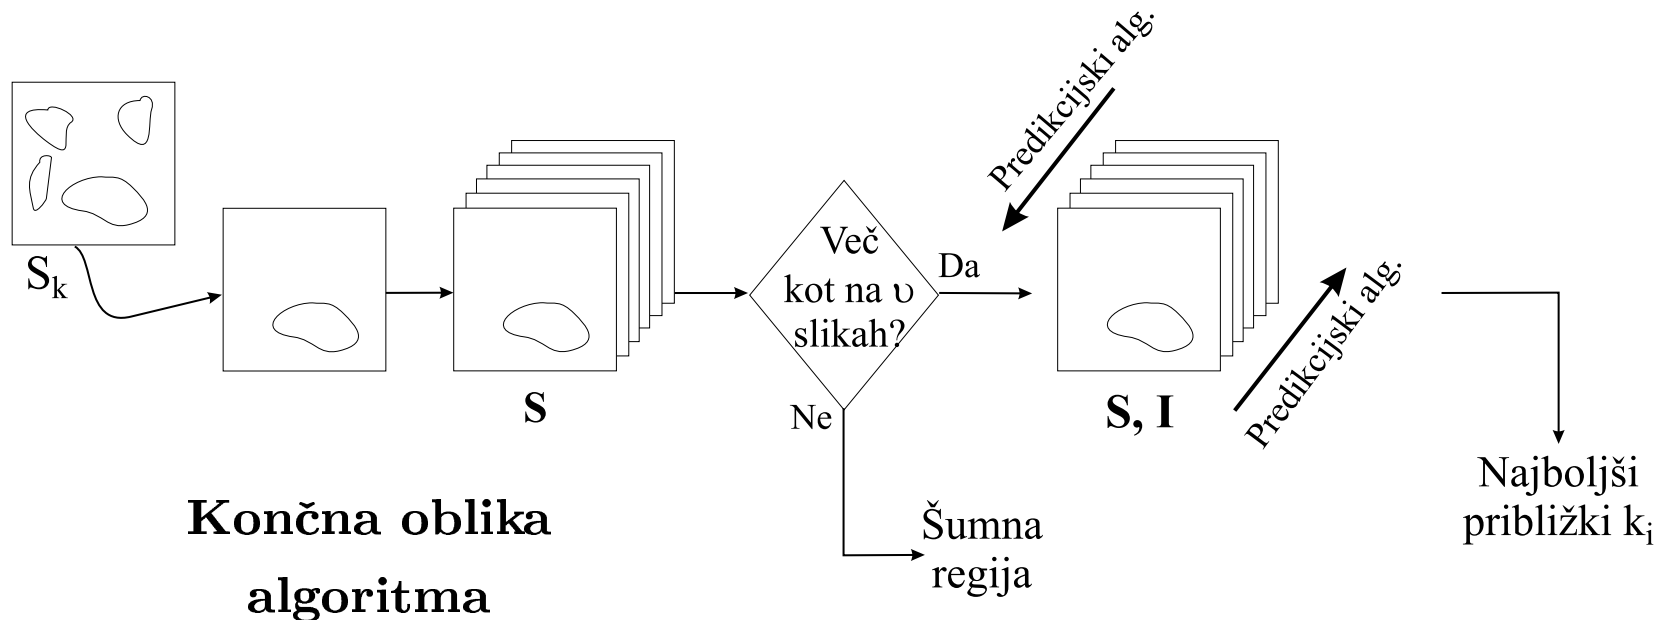 Predikcijski alg.
S_k
Več
kot na υ
slikah?
Da
Ne
S
S, I
Predikcijski alg.
Najboljši
približki k_i
Šumna
regija
Končna oblika
algoritma